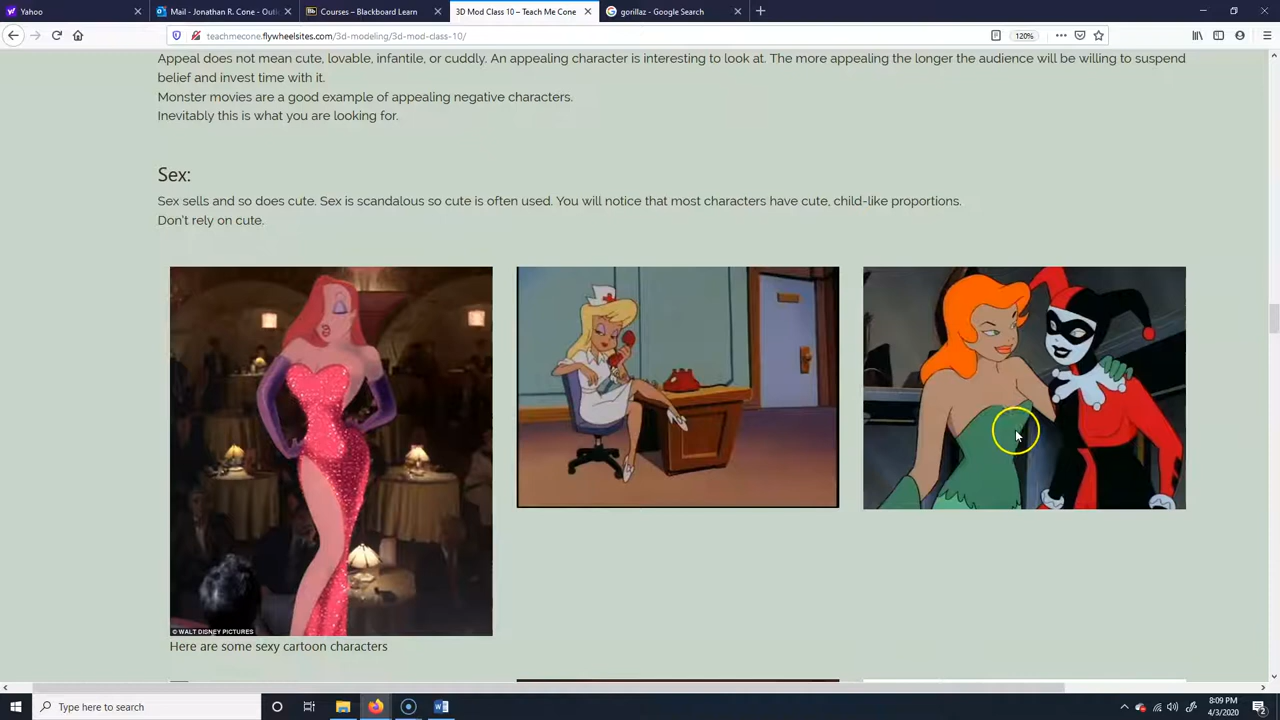 Yahoo
Mail - Jonathan R. Cone - Outl
Courses – Blackboard Learn
3D Mod Class 10 – Teach Me Cone
gorillaz - Google Search
teachmecone.flywheelsites.com/3d-modeling/3d-mod-class-10/
120%
Appeal does not mean cute, lovable, infantile, or cuddly. An appealing character is interesting to look at. The more appealing the longer the audience will be willing to suspend
belief and invest time with it.
Monster movies are a good example of appealing negative characters.
Inevitably this is what you are looking for.
Sex:
Sex sells and so does cute. Sex is scandalous so cute is often used. You will notice that most characters have cute, child-like proportions.
Don't rely on cute.
© WALT DISNEY PICTURES
Here are some sexy cartoon characters
Type here to search
8:09 PM
4/3/2020
2